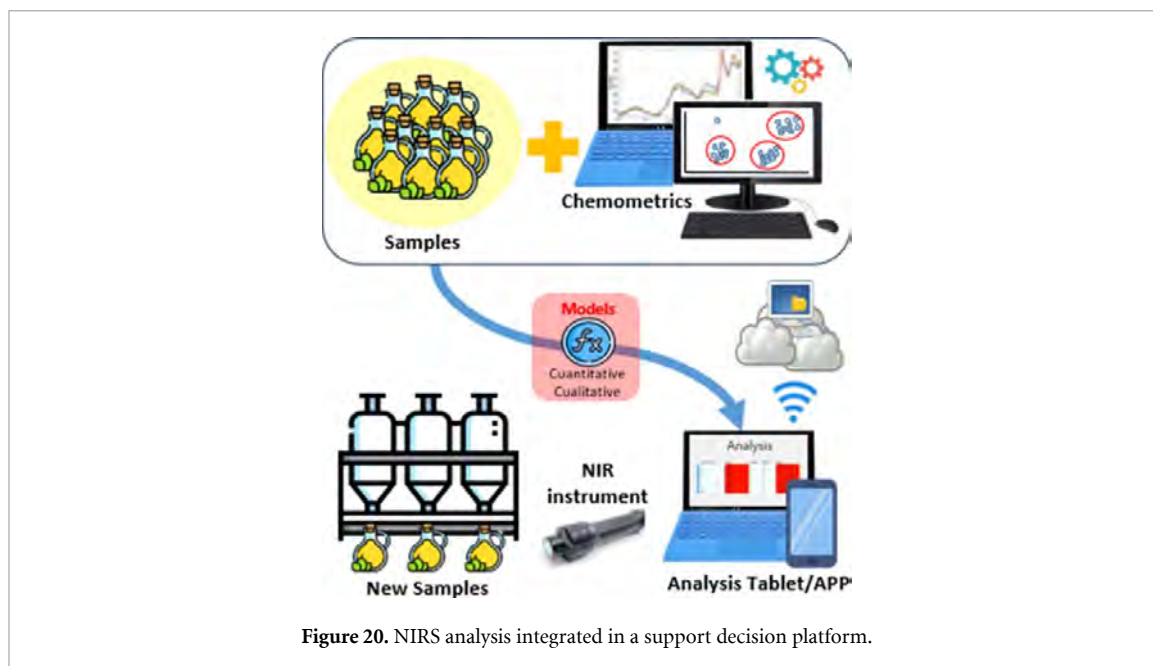 Chemometrics
Samples
Models
fx
Cuantitative
Cualitative
NIR
instrument
Analysis
New Samples
Analysis Tablet/APP
Figure 20. NIRS analysis integrated in a support decision platform.